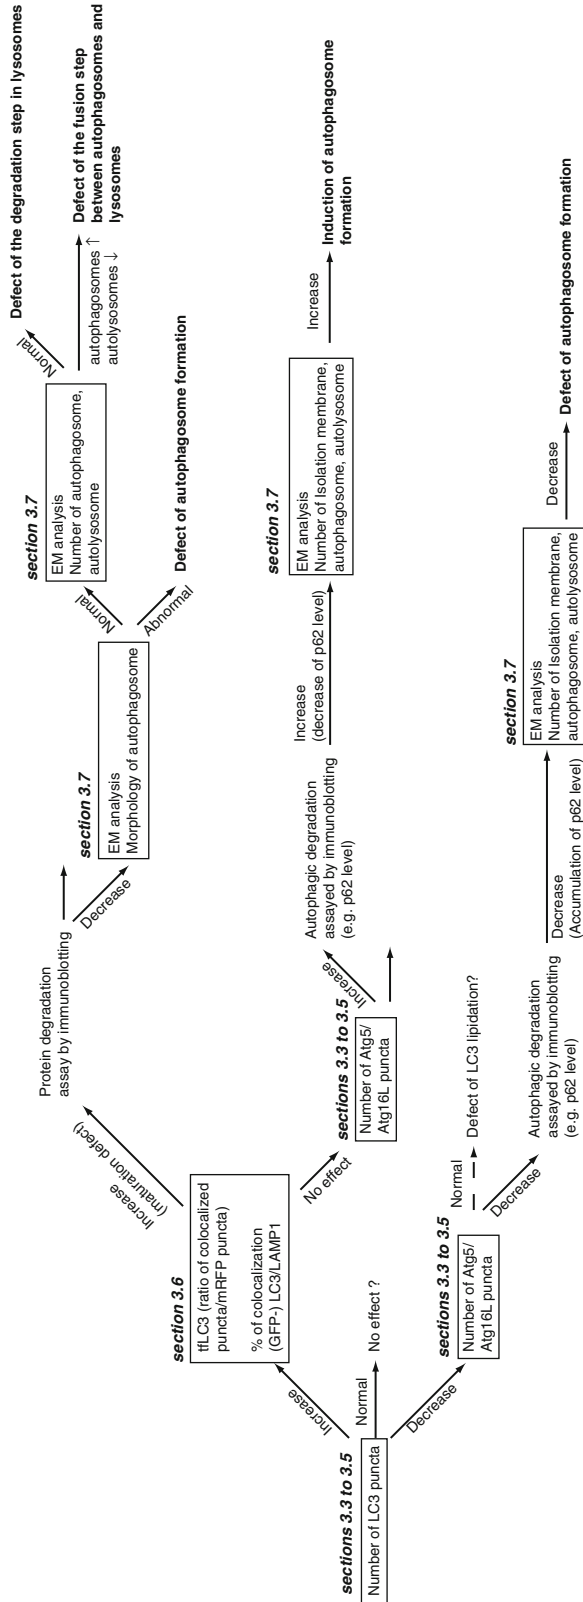 sections 3.3 to 3.5
Number of LC3 puncta
Increase
Normal
Decrease
No effect ?
section 3.6
tfLC3 (ratio of colocalized
puncta/mRFP puncta)
% of colocalization
(GFP-) LC3/LAMP1
Increase
(maturation defect)
No effect
Protein degradation
assay by immunoblotting
Decrease
section 3.7
EM analysis
Morphology of autophagosome
Normal
Abnormal
Defect of autophagosome formation
section 3.7
EM analysis
Number of autophagosome,
autolysosome
Normal
Defect of the degradation step in lysosomes
autophagosomes ↑
autolysosomes ↓
Defect of the fusion step
between autophagosomes and
lysosomes
sections 3.3 to 3.5
Number of Atg5/
Atg16L puncta
Increase
Autophagic degradation
assayed by immunoblotting
(e.g. p62 level)
Increase
(decrease of p62 level)
section 3.7
EM analysis
Number of Isolation membrane,
autophagosome, autolysosome
Increase
Induction of autophagosome
formation
sections 3.3 to 3.5
Number of Atg5/
Atg16L puncta
Normal
Defect of LC3 lipidation?
Decrease
Autophagic degradation
assayed by immunoblotting
(e.g. p62 level)
Decrease
(Accumulation of p62 level)
section 3.7
EM analysis
Number of Isolation membrane,
autophagosome, autolysosome
Decrease
Defect of autophagosome formation